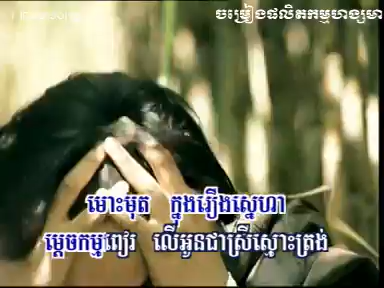 ចម្រៀងផលិតកម្មហង្សមា
មោះមុត ក្នុងរឿងស្នេហា
ម្ដេចកម្មពៀរ លើអូនជាស្រីស្មោះត្រង់